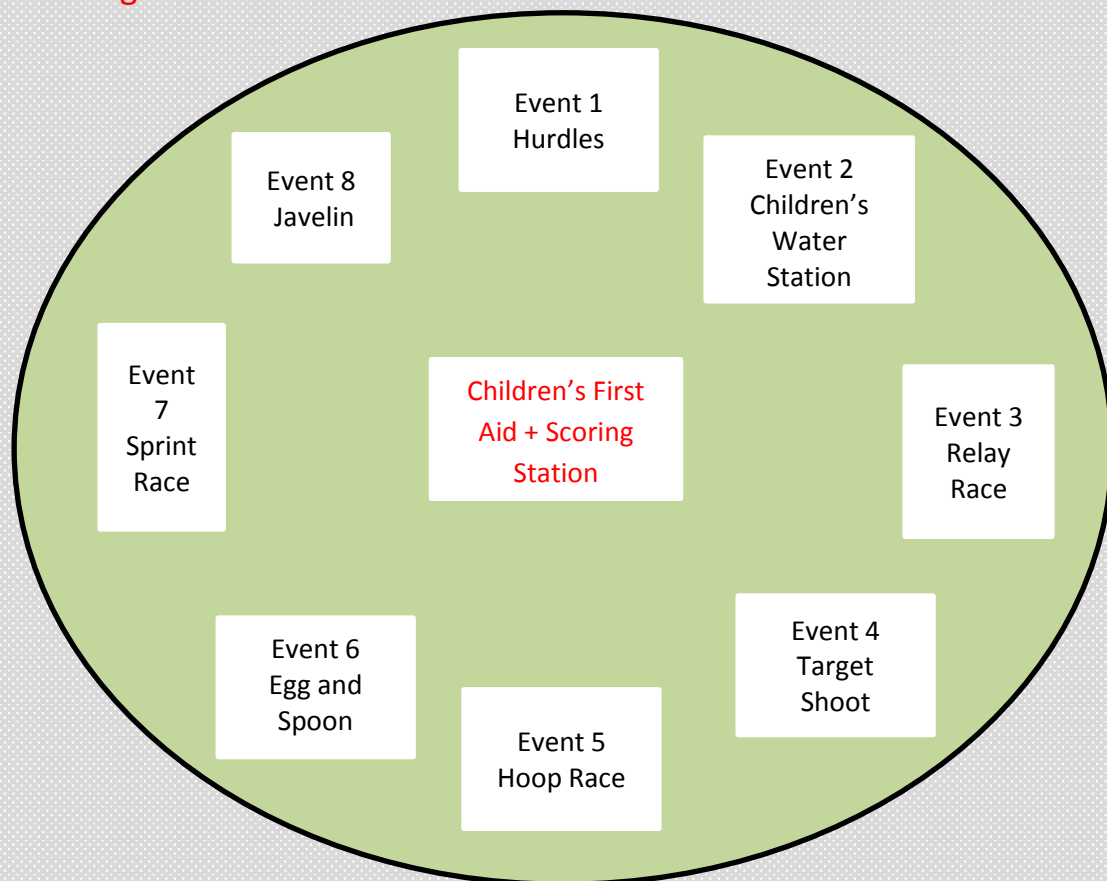 Event 1
Hurdles
Event 8
Javelin
Event 2
Children’s
Water
Station
Event
7
Sprint
Race
Children’s First
Aid + Scoring
Station
Event 3
Relay
Race
Event 6
Egg and
Spoon
Event 4
Target
Shoot
Event 5
Hoop Race